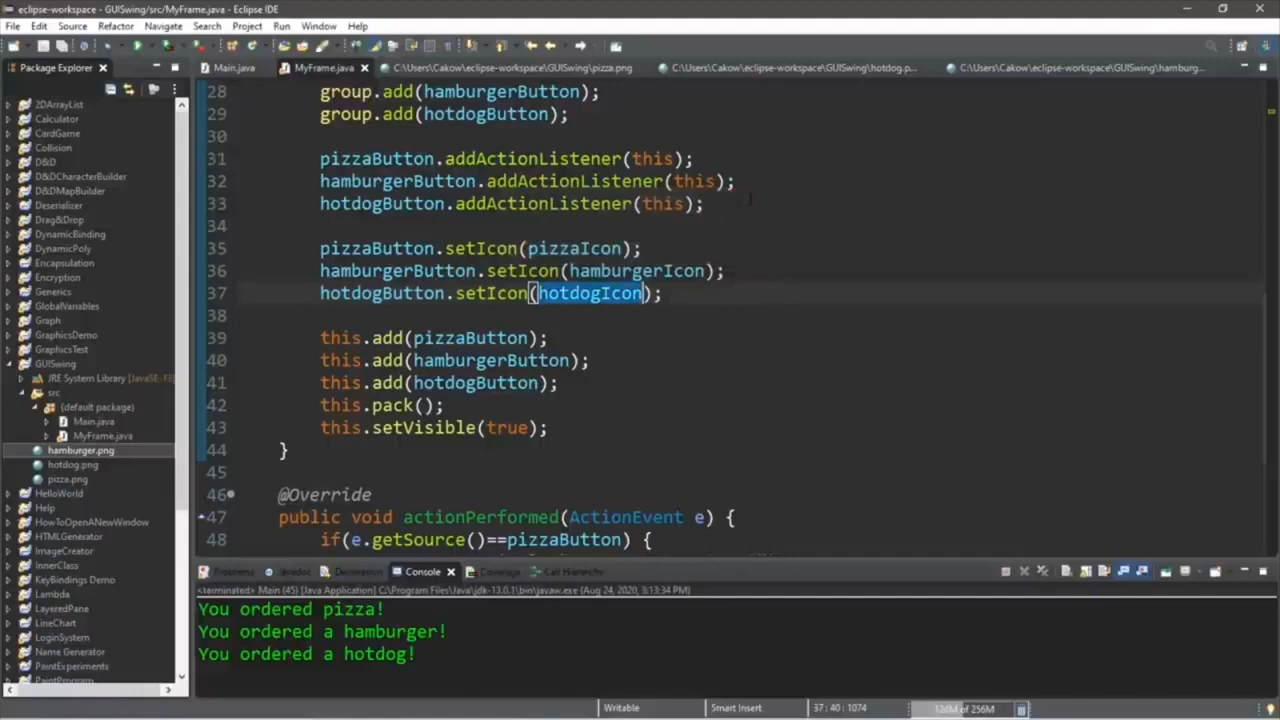 eclipse-workspace - GUISwing/src/MyFrame.java - Eclipse IDE
File Edit Source Refactor Navigate Search Project Run Window Help
Package Explorer
Main.java MyFrame.java C:\Users\Cakow\eclipse-workspace\GUISwing\pizza.png C:\Users\Cakow\eclipse-workspace\GUISwing\hotdog.p... C:\Users\Cakow\eclipse-workspace\GUISwing\hamburg...
2DArrayList
Calculator
CardGame
Collision
D&D
D&DCharacterBuilder
D&DMapBuilder
Deserializer
Drag&Drop
DynamicBinding
DynamicPoly
Encapsulation
Encryption
Generics
GlobalVariables
Graph
GraphicsDemo
GraphicsTest
GUISwing
JRE System Library
src
(default package)
Main.java
MyFrame.java
hamburger.png
hotdog.png
pizza.png
HelloWorld
Help
HowToOpenANewWindow
HTMLGenerator
ImageCreator
InnerClass
KeyBindings Demo
Lambda
LayeredPane
LineChart
LoginSystem
Name Generator
PaintExperiments
PaintProgram
28 group.add(hamburgerButton);
29 group.add(hotdogButton);
30
31 pizzaButton.addActionListener(this);
32 hamburgerButton.addActionListener(this);
33 hotdogButton.addActionListener(this);
34
35 pizzaButton.setIcon(pizzaIcon);
36 hamburgerButton.setIcon(hamburgerIcon);
37 hotdogButton.setIcon(hotdogIcon);
38
39 this.add(pizzaButton);
40 this.add(hamburgerButton);
41 this.add(hotdogButton);
42 this.pack();
43 this.setVisible(true);
44 }
45
46 @Override
47 public void actionPerformed(ActionEvent e) {
48 if(e.getSource()==pizzaButton) {
Problems Javadoc Declaration Console Coverage Call Hierarchy
<terminated> Main (45) [Java Application] C:\Program Files\Java\jdk-13.0.1\bin\javaw.exe (Aug 24, 2020, 3:13:34 PM)
You ordered pizza!
You ordered a hamburger!
You ordered a hotdog!
Writable Smart Insert 37 : 40 : 1074 of 256M